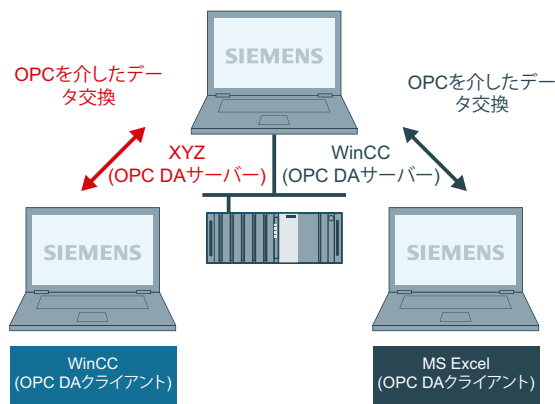 SIEMENS
OPCを介したデー
タ交換
OPCを介したデー
タ交換
XYZ
(OPC DAサーバー)
WinCC
(OPC DAサーバー)
SIEMENS
SIEMENS
WinCC
(OPC DAクライアント)
MS Excel
(OPC DAクライアント)